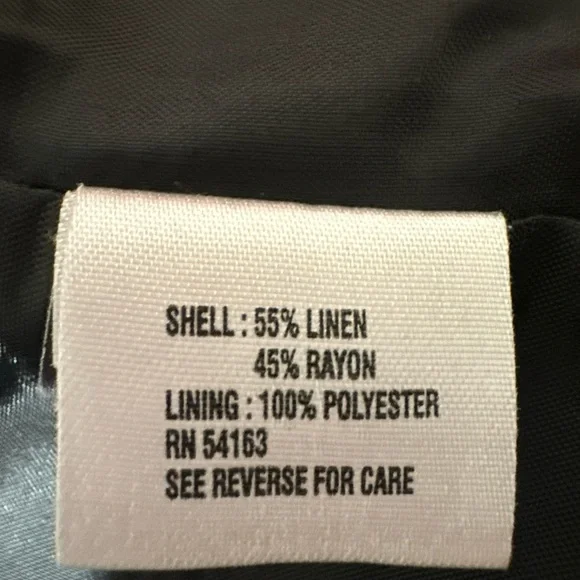 SHELL : 55% LINEN
45% RAYON
LINING : 100% POLYESTER
RN 54163
SEE REVERSE FOR CARE